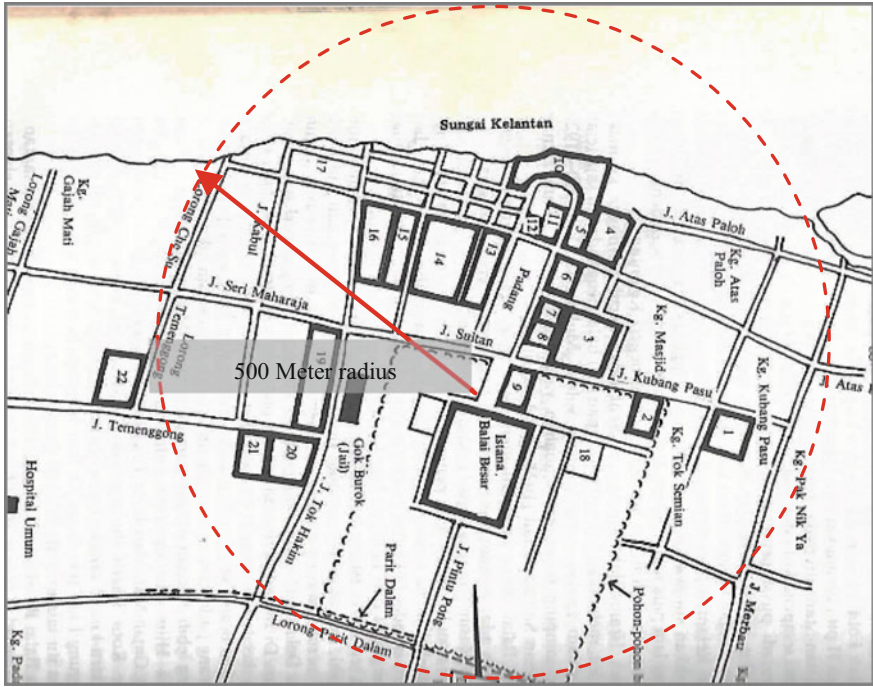 Sungai Kelantan
J. Atas Paloh
Kg. Atas
Paloh
Kg.
Gajah Mati
Lorong Gajah
Lorong Che Su
J. Kabul
17
16
15
14
13
12
11
5
4
6
7
8
3
9
2
1
18
Padang
J. Seri Maharaja
J. Sultan
Kg. Masjid
J. Kubang Pasu
Kg. Kubang Pasu
Kg. Pak Nik Ya
J. Atas
Kg. Tok Semian
Lorong
Temenggong
500 Meter radius
19
22
J. Temenggong
21
20
Gok Burok
(Jail)
Istana
Balai Besar
Hospital Umum
J. Tok Hakim
Parit Dalam
J. Pintu Pong
Pohon-pohon
J. Merbau
Lorong Parit Dalam